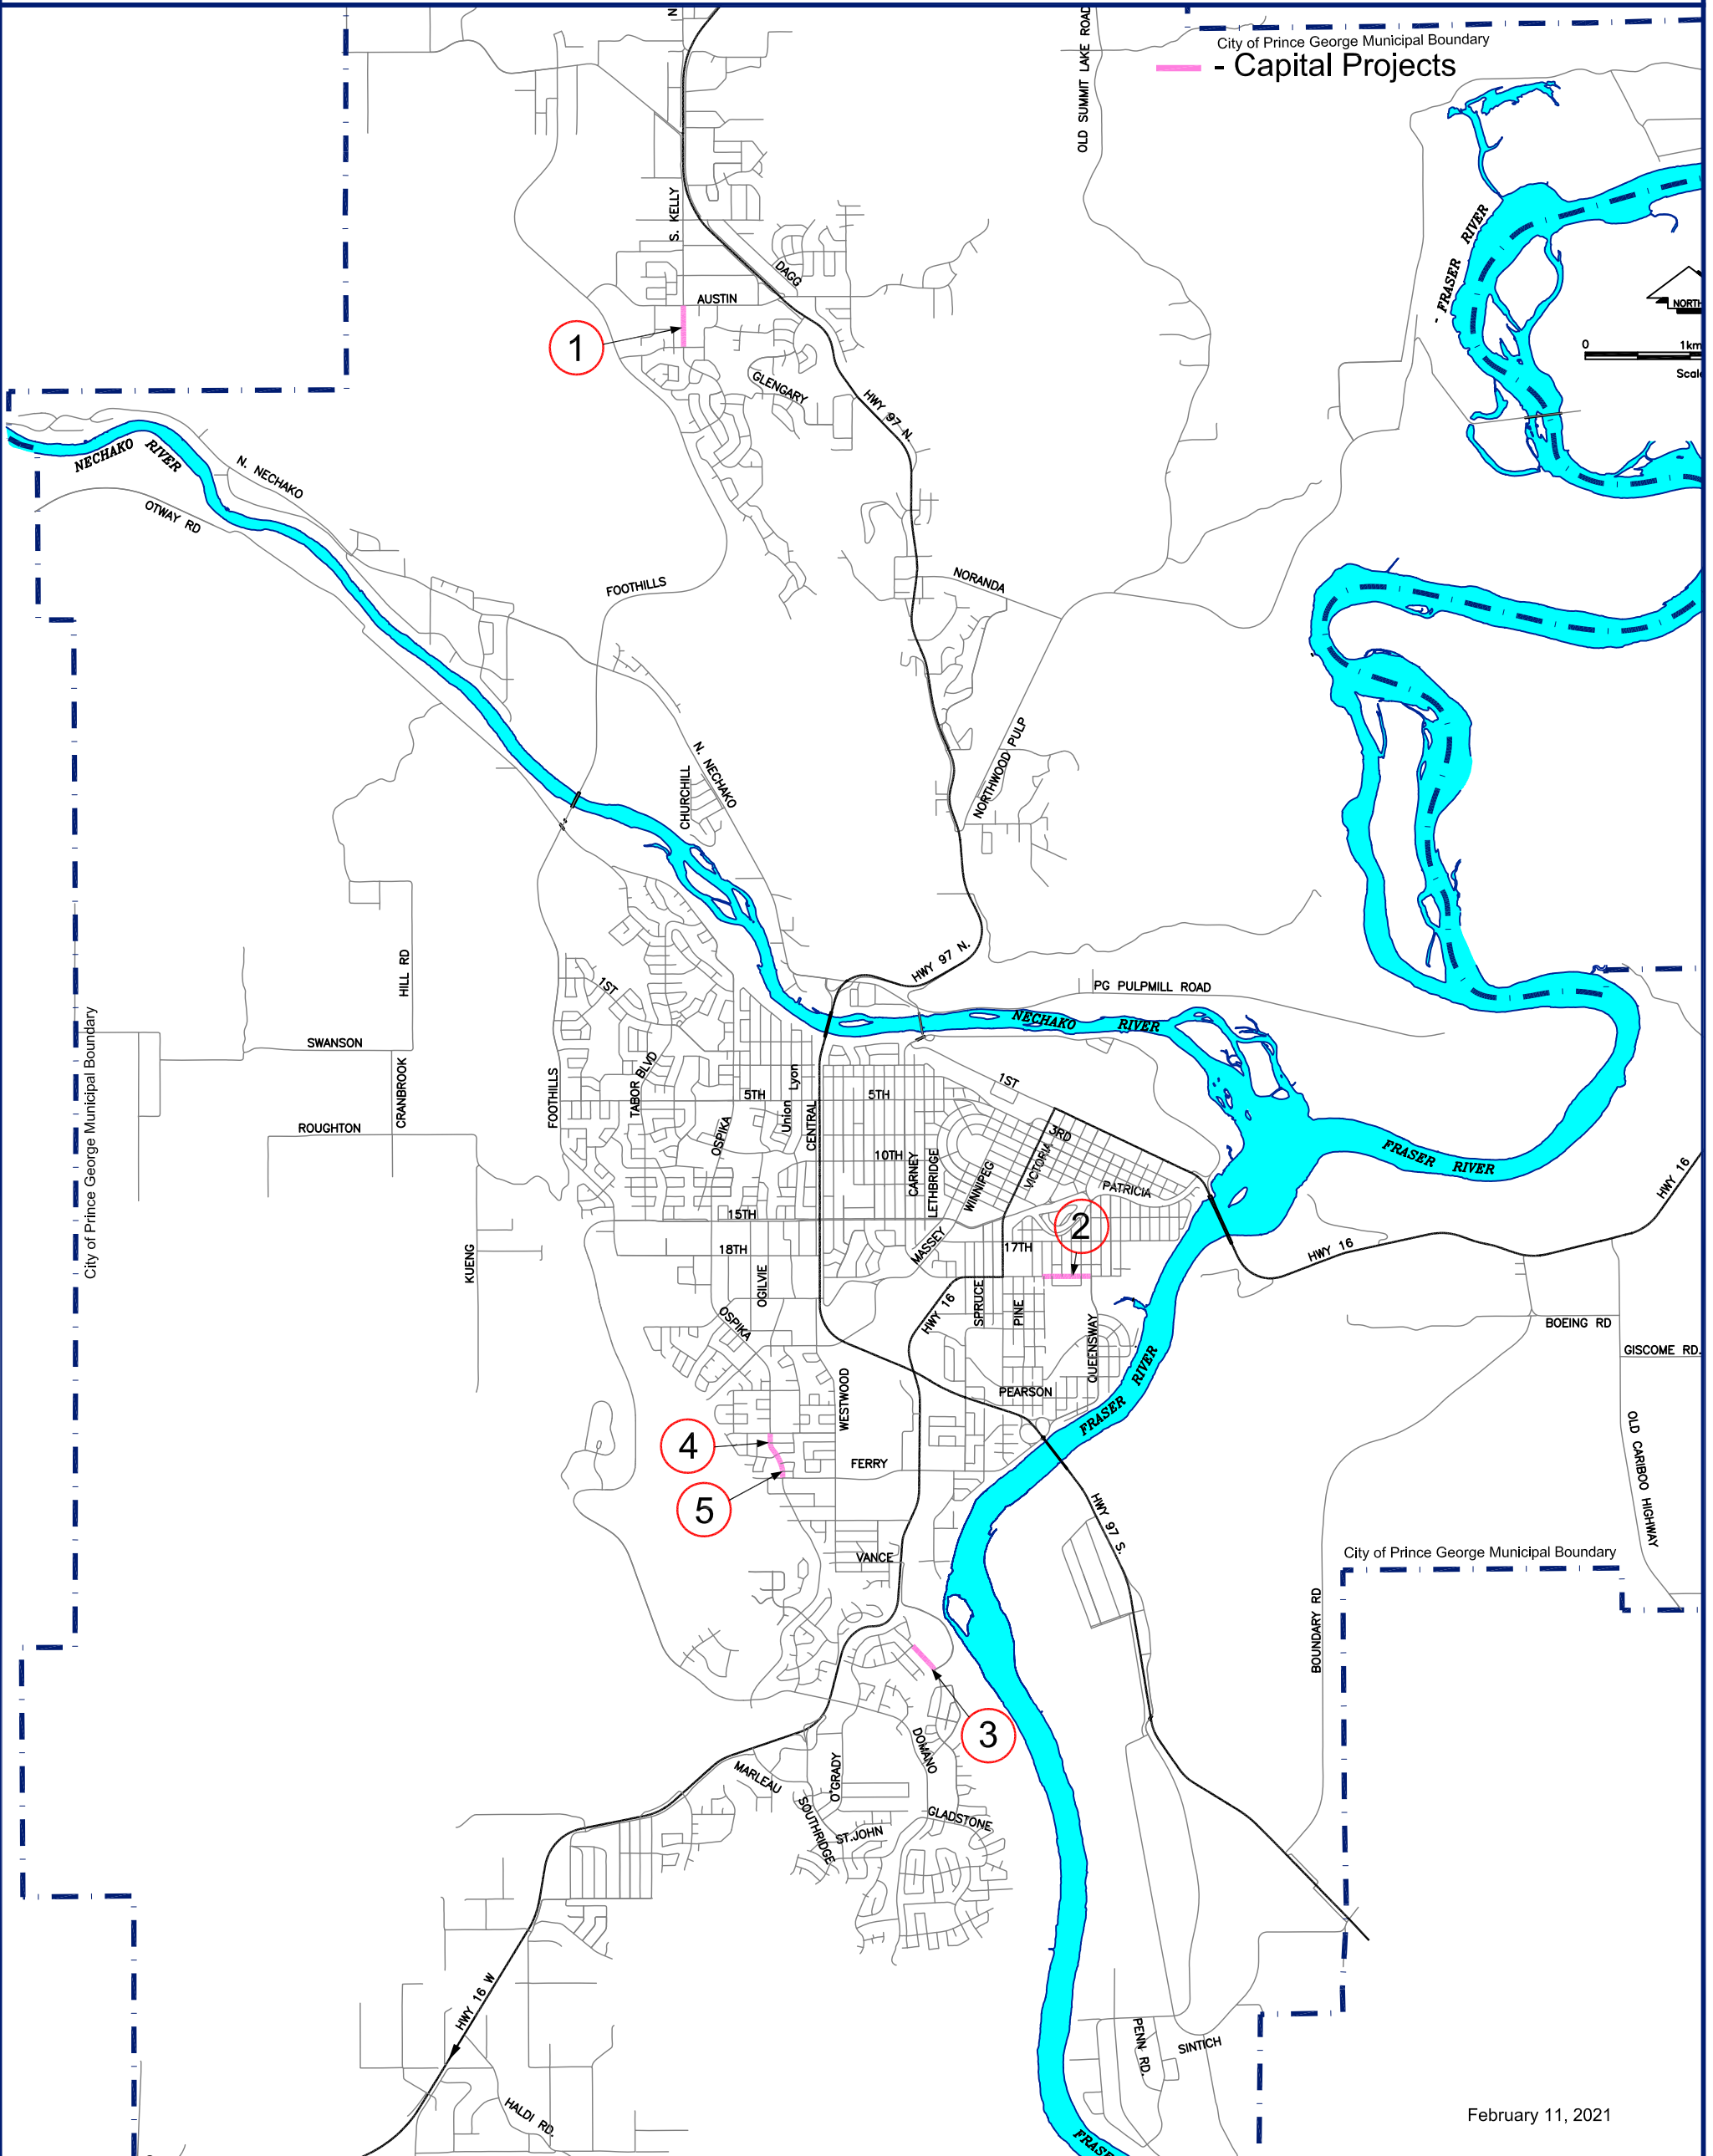 N
OLD SUMMIT LAKE ROAD
City of Prince George Municipal Boundary
- Capital Projects
S. KELLY
DAGG
AUSTIN
1
GLENGARY
HWY 97 N
- FRASER RIVER
NORTH
0 1km
NECHAKO RIVER
N. NECHAKO
OTWAY RD
FOOTHILLS
NORANDA
N. NECHAKO
CHURCHILL
NORTHWOOD PULP
HWY 97 N.
PG PULPMILL ROAD
NECHAKO RIVER
HILL RD
1ST
SWANSON
CRANBROOK
ROUGHTON
FOOTHILLS
TABOR BLVD
5TH
OSPIKA
Union
Lyon
CENTRAL
5TH
1ST
3RD
10TH
CARNEY
LETHBRIDGE
WINNIPEG
VICTORIA
PATRICIA
FRASER RIVER
HWY 16
City of Prince George Municipal Boundary
15TH
2
18TH
MASSEY
17TH
HWY 16
KUENG
OGILVIE
OSPIKA
HWY 16
SPRUCE
PINE
QUEENSWAY
BOEING RD
GISCOME RD.
WESTWOOD
PEARSON
FRASER RIVER
4
FERRY
5
HWY 97 S.
OLD CARIBOO HIGHWAY
VANCE
City of Prince George Municipal Boundary
BOUNDARY RD
3
DOMANO
MARLEAU
O'GRADY
SOUTHRIDGE
ST.JOHN
GLADSTONE
HWY 16 W
PENN RD.
SINTICH
HALDI RD.
February 11, 2021